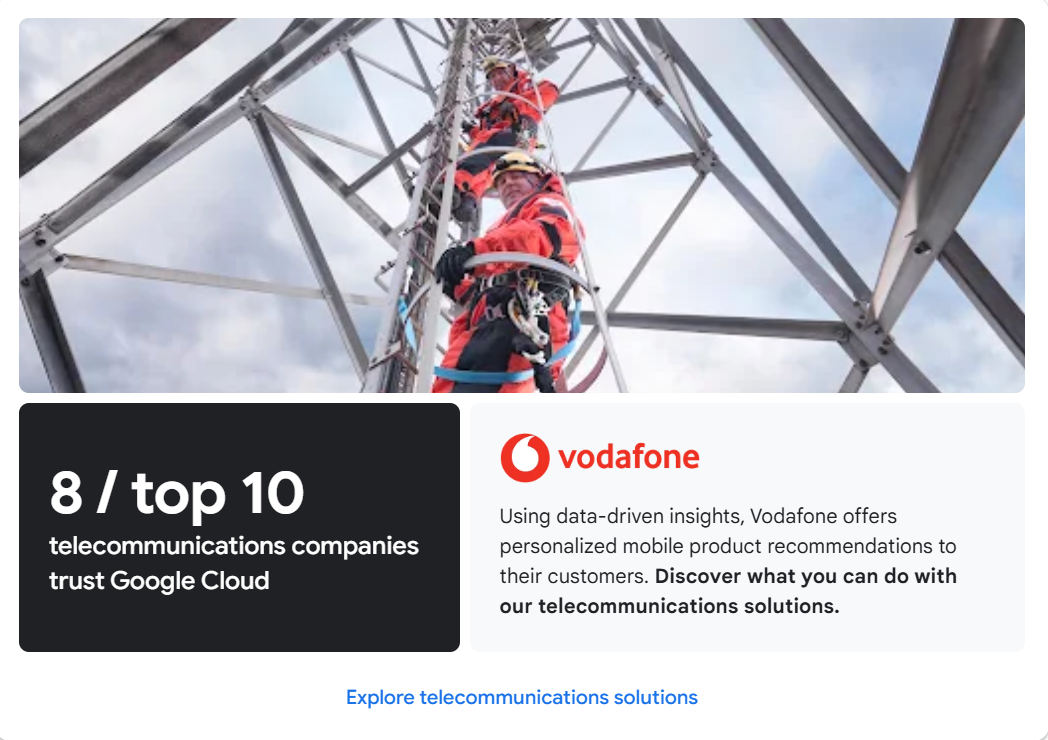 8 / top 10
telecommunications companies
trust Google Cloud
vodafone
Using data-driven insights, Vodafone offers
personalized mobile product recommendations to
their customers. Discover what you can do with
our telecommunications solutions.
Explore telecommunications solutions